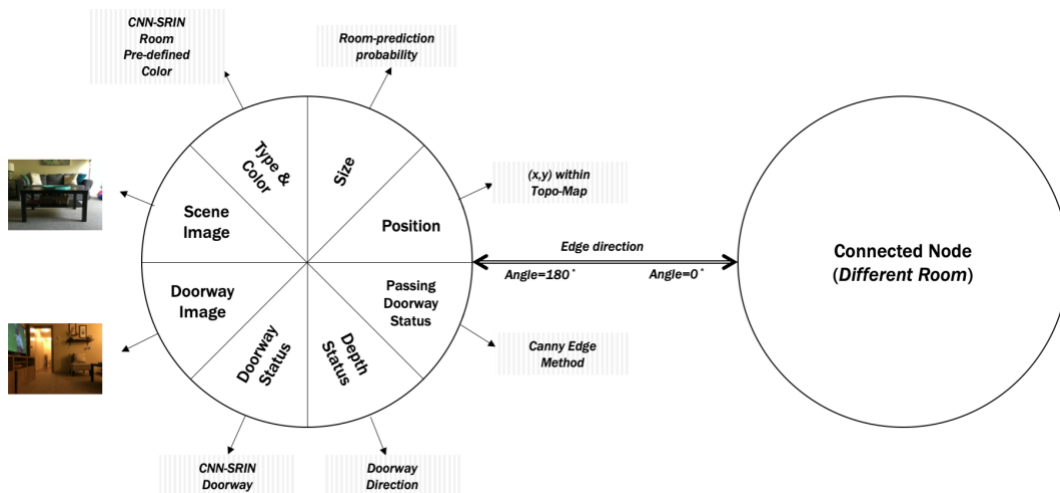 CNN-SRIN
Room
Pre-defined
Color
Room-prediction
probability
Type &
Color
Size
(x,y) within
Topo-Map
Scene
Image
Position
Edge direction
Angle=180°
Angle=0°
Connected Node
(Different Room)
Doorway
Image
Passing
Doorway
Status
Doorway
Status
Depth
Status
Canny Edge
Method
CNN-SRIN
Doorway
Doorway
Direction